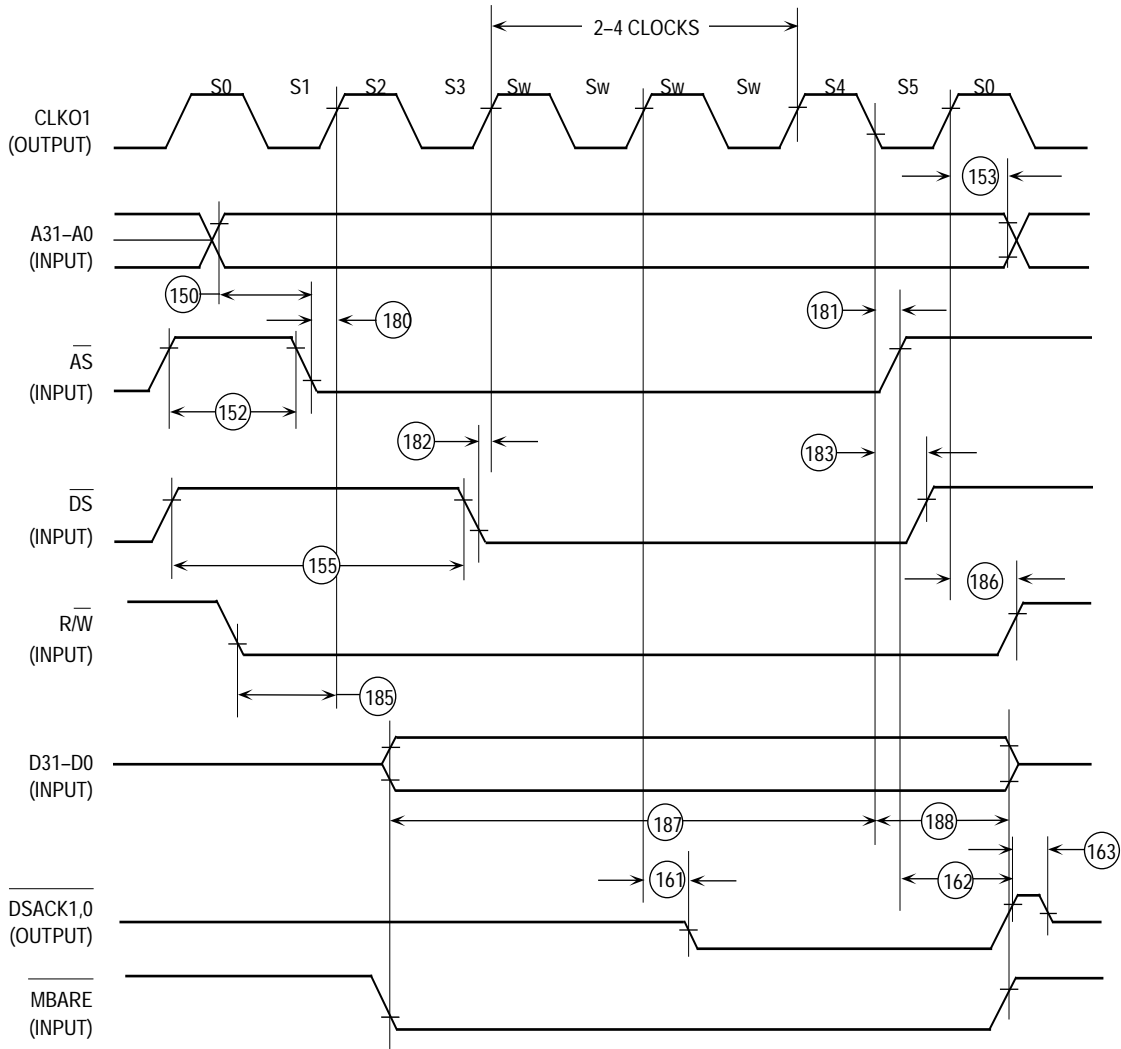 2–4 CLOCKS
S0 S1 S2 S3 Sw Sw Sw Sw S4 S5 S0
CLKO1
(OUTPUT)
153
A31–A0
(INPUT)
150
180
181
AS
(INPUT)
152
182
183
DS
(INPUT)
155
186
R/W
(INPUT)
185
D31–D0
(INPUT)
187
188
163
161
162
DSACK1,0
(OUTPUT)
MBARE
(INPUT)